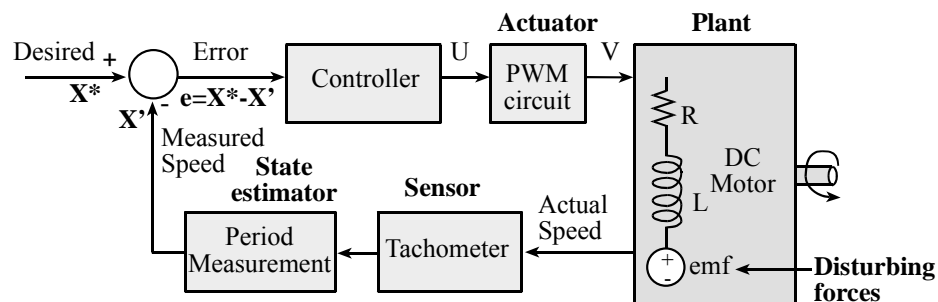 Desired
+
X*
X’
-
Error
e=X*-X’
Controller
U
Actuator
PWM
circuit
V
Plant
R
L
DC
Motor
+
-
emf
Disturbing
forces
Actual
Speed
Sensor
Tachometer
State
estimator
Period
Measurement
Measured
Speed